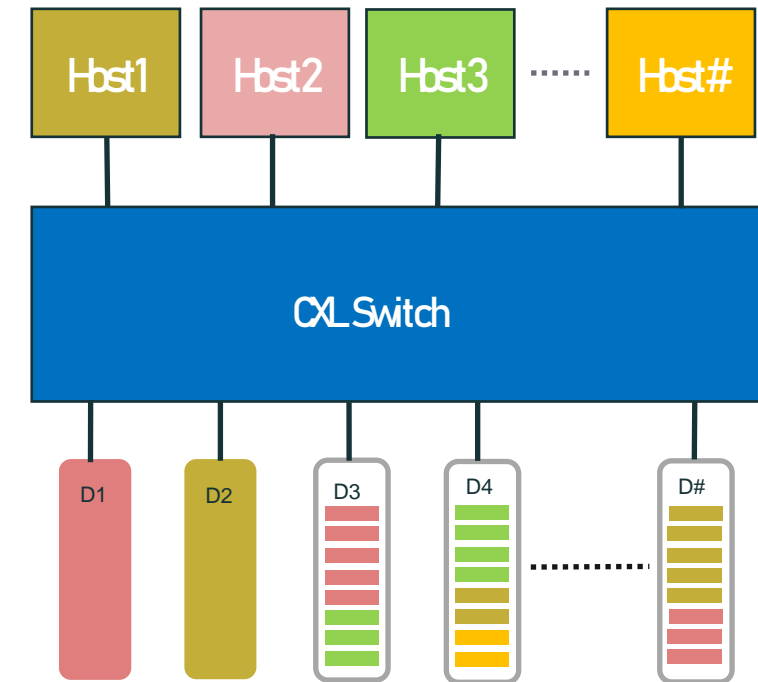 Host1
Host2
Host3
Host#
CXL Switch
D1
D2
D3
D4
D#